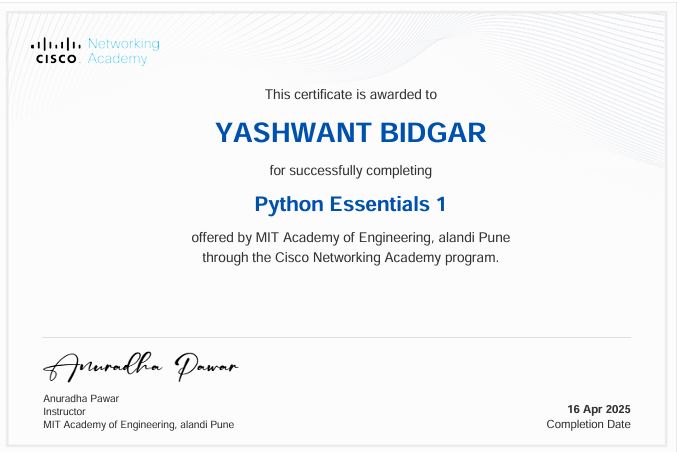 CISCO
Networking
Academy
This certificate is awarded to
YASHWANT BIDGAR
for successfully completing
Python Essentials 1
offered by MIT Academy of Engineering, alandi Pune
through the Cisco Networking Academy program.
Anuradha Pawar
Anuradha Pawar
Instructor
MIT Academy of Engineering, alandi Pune
16 Apr 2025
Completion Date